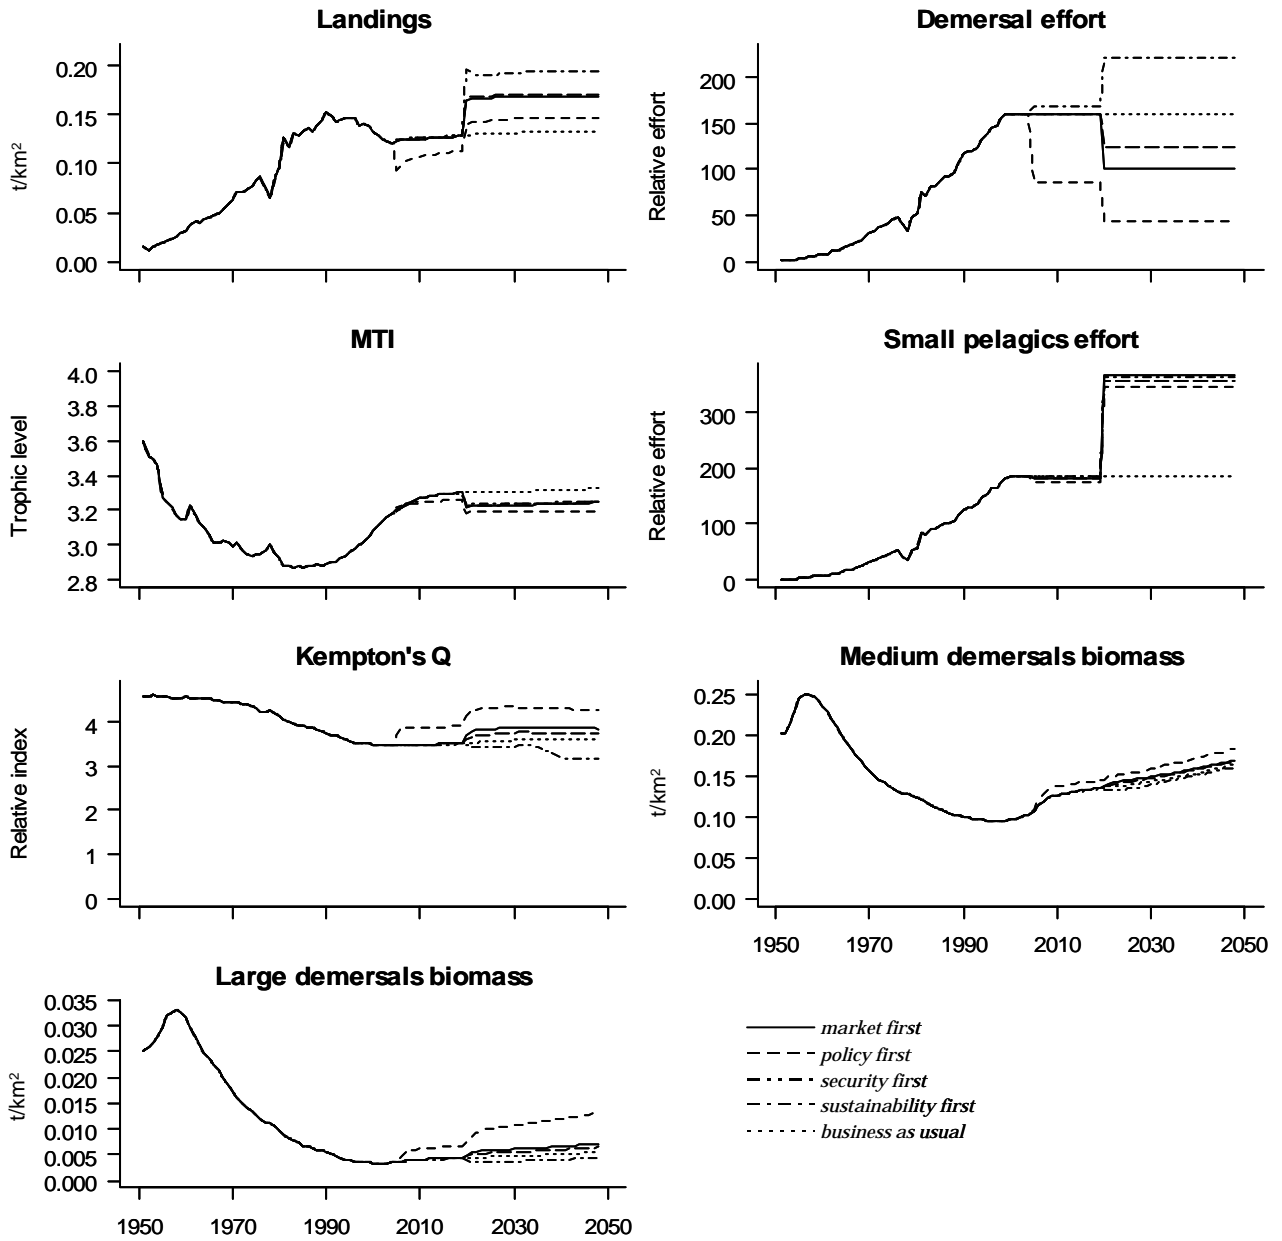 Landings
t/km²
0.20
0.15
0.10
0.05
0.00
Demersal effort
Relative effort
200
150
100
50
0
MTI
Trophic level
4.0
3.8
3.6
3.4
3.2
3.0
2.8
Small pelagics effort
Relative effort
300
200
100
0
Kempton's Q
Relative index
4
3
2
1
0
Medium demersals biomass
t/km²
0.25
0.20
0.15
0.10
0.05
0.00
1950 1970 1990 2010 2030 2050
Large demersals biomass
t/km²
0.035
0.030
0.025
0.020
0.015
0.010
0.005
0.000
1950 1970 1990 2010 2030 2050
market first
policy first
security first
sustainability first
business as usual